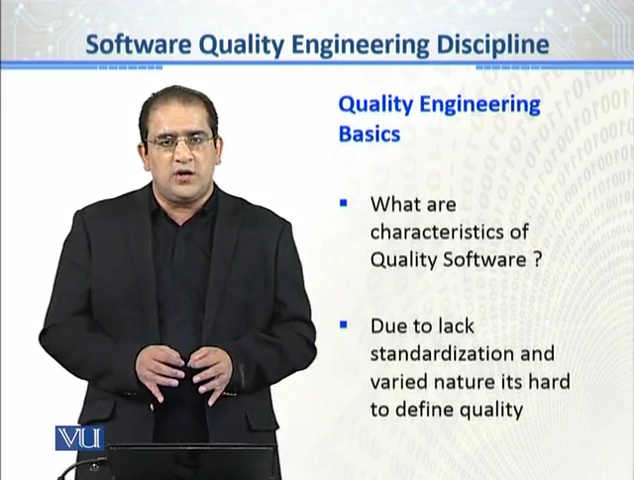 Software Quality Engineering Discipline
Quality Engineering
Basics
What are
characteristics of
Quality Software ?
Due to lack
standardization and
varied nature its hard
to define quality
VU